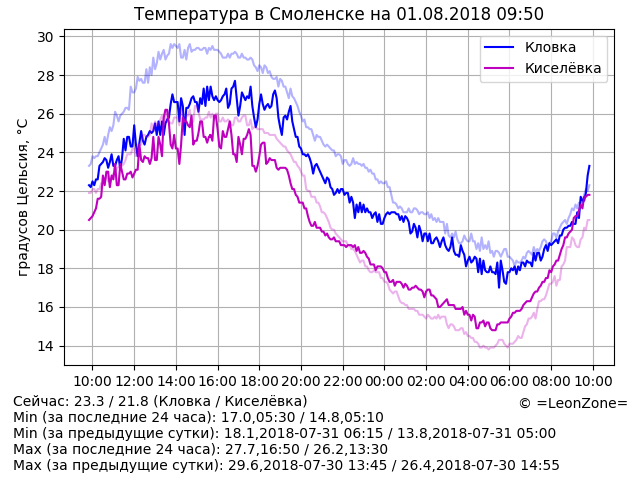 Температура в Смоленске на 01.08.2018 09:50
градусов Цельсия, °C
30
28
26
24
22
20
18
16
14
Кловка
Киселёвка
10:00 12:00 14:00 16:00 18:00 20:00 22:00 00:00 02:00 04:00 06:00 08:00 10:00
Сейчас: 23.3 / 21.8 (Кловка / Киселёвка)
© =LeonZone=
Min (за последние 24 часа): 17.0,05:30 / 14.8,05:10
Min (за предыдущие сутки): 18.1,2018-07-31 06:15 / 13.8,2018-07-31 05:00
Max (за последние 24 часа): 27.7,16:50 / 26.2,13:30
Max (за предыдущие сутки): 29.6,2018-07-30 13:45 / 26.4,2018-07-30 14:55